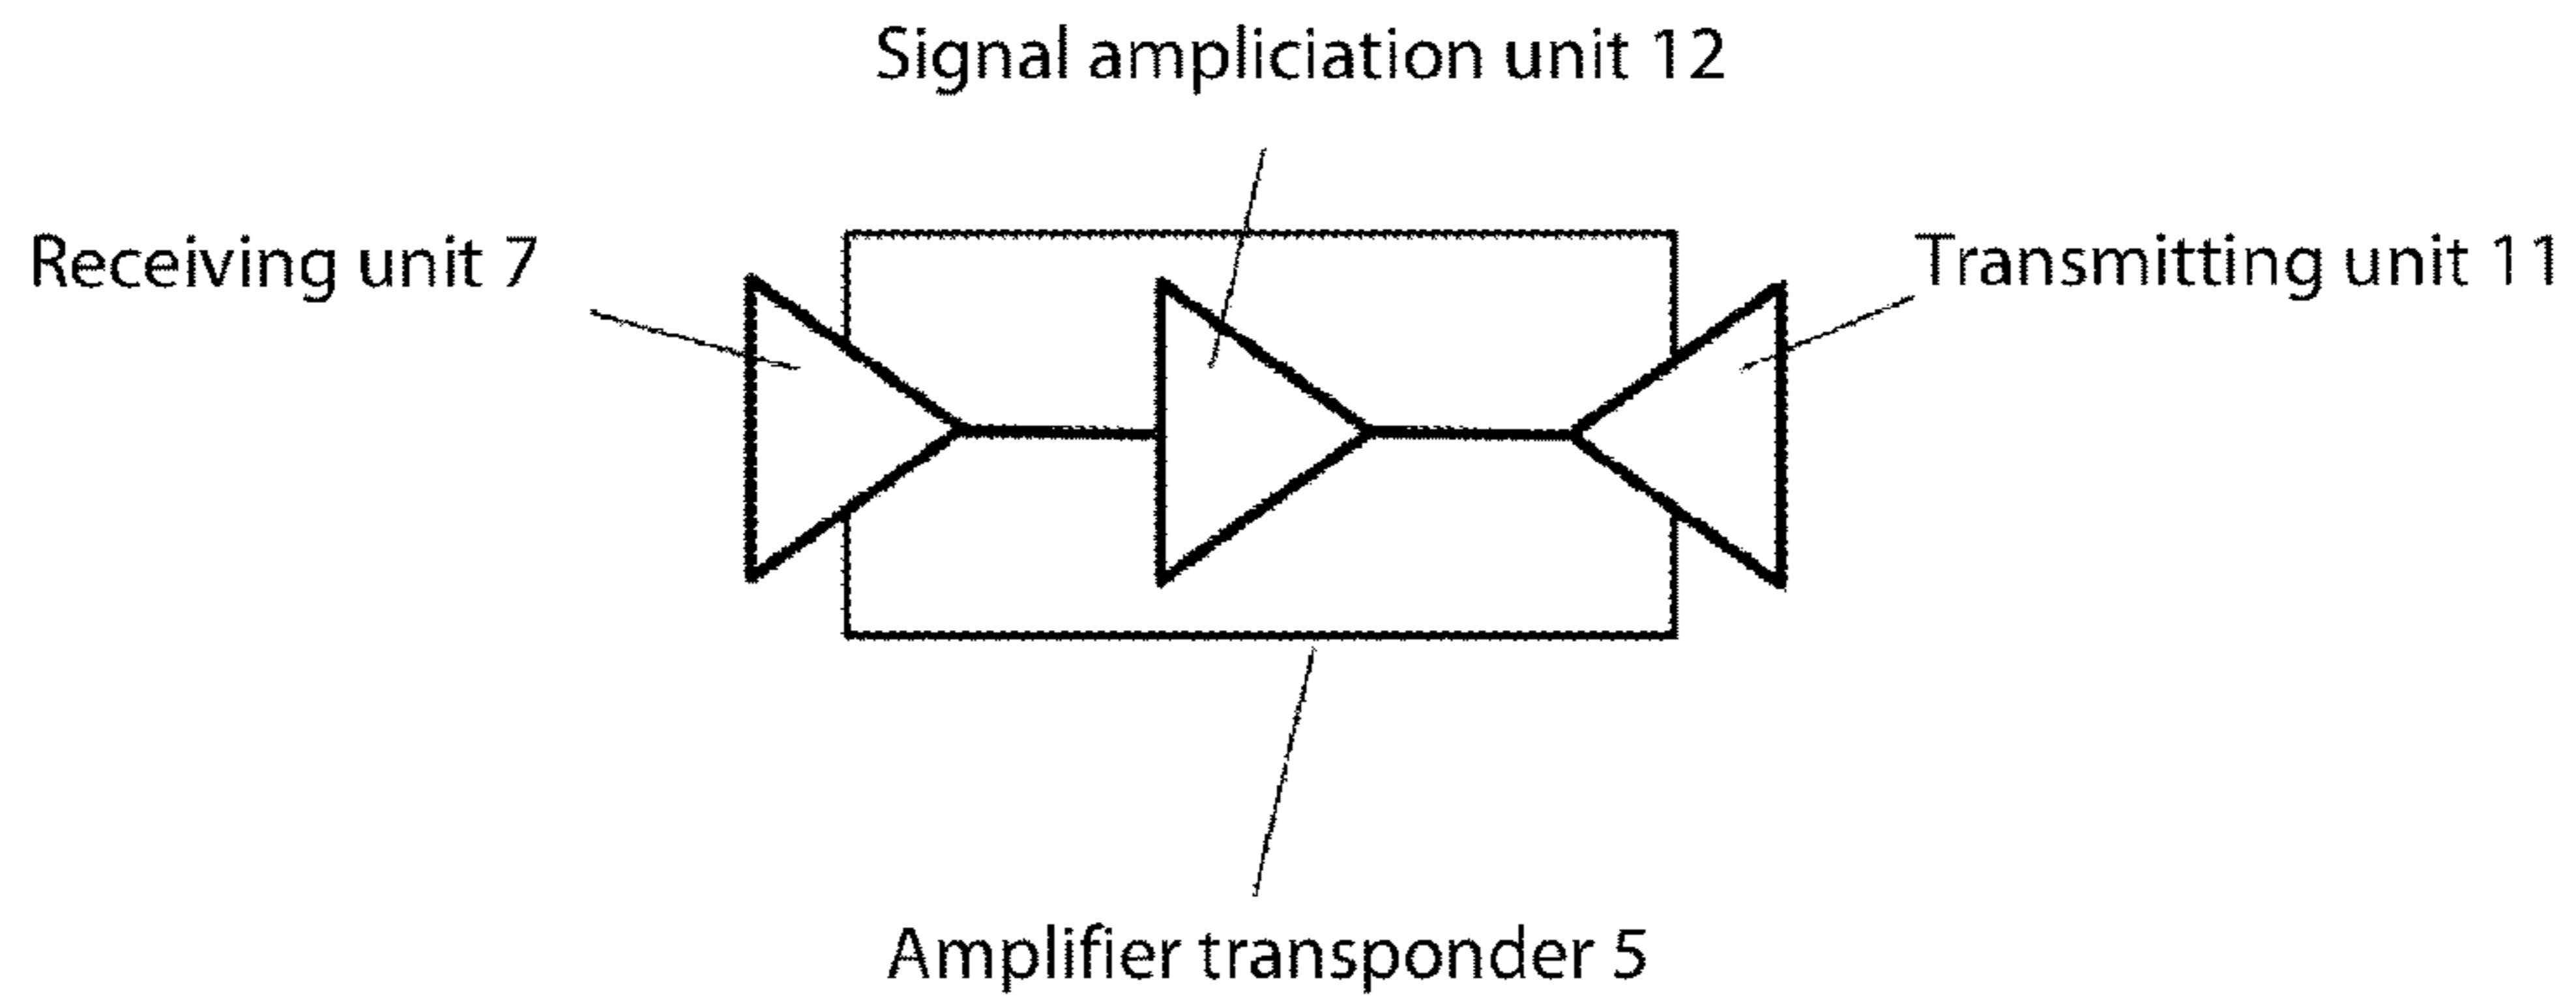 Signal ampliciation unit 12
Receiving unit 7
Transmitting unit 11
Amplifier transponder 5